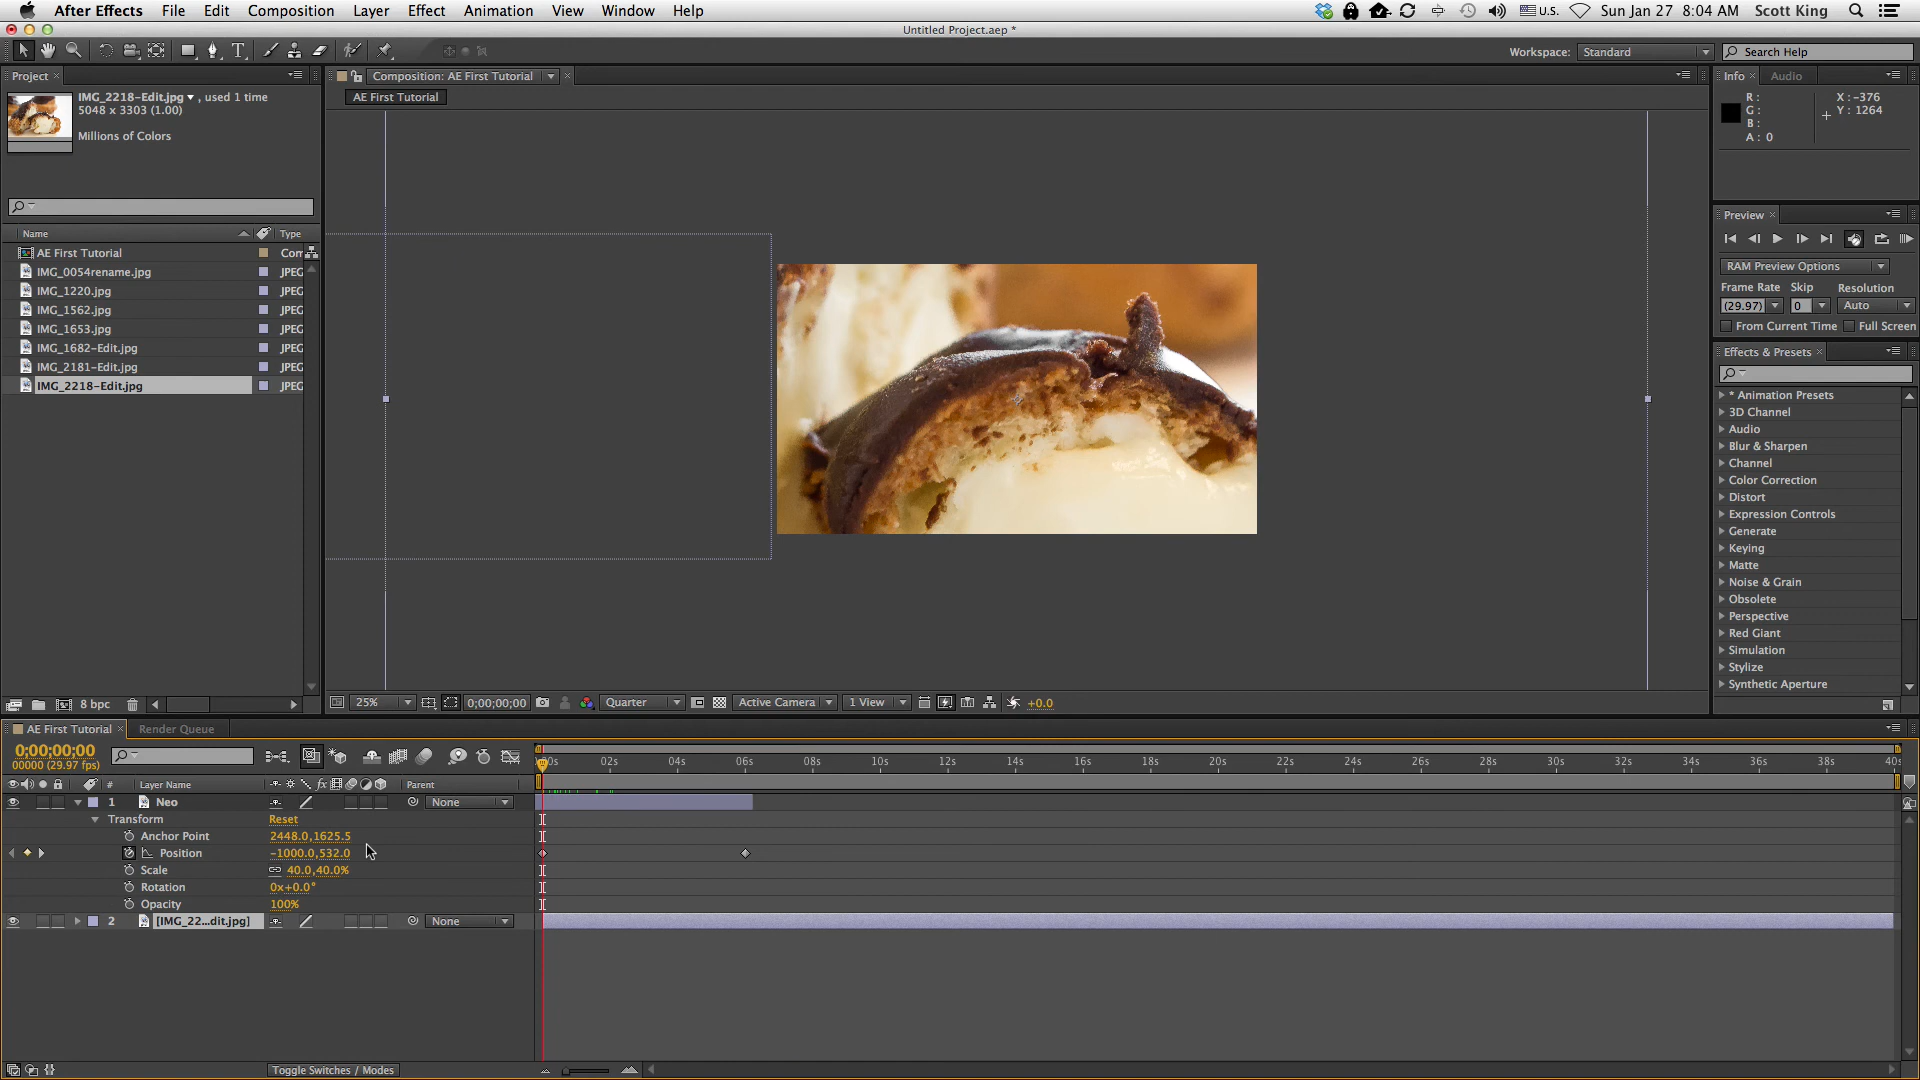 After Effects File Edit Composition Layer Effect Animation View Window Help U.S. Sun Jan 27 8:04 AM Scott King
Untitled Project.aep *
Workspace: Standard Search Help
Project
IMG_2218-Edit.jpg , used 1 time
5048 x 3303 (1.00)
Millions of Colors
Name Type
AE First Tutorial Com
IMG_0054rename.jpg JPEG
IMG_1220.jpg JPEG
IMG_1562.jpg JPEG
IMG_1653.jpg JPEG
IMG_1682-Edit.jpg JPEG
IMG_2181-Edit.jpg JPEG
IMG_2218-Edit.jpg JPEG
8 bpc
Composition: AE First Tutorial
AE First Tutorial
25% 0;00;00;00 Quarter Active Camera 1 View +0.0
Info Audio
R : X : -376
G : Y : 1264
B :
A : 0
Preview
RAM Preview Options
Frame Rate Skip Resolution
(29.97) 0 Auto
From Current Time Full Screen
Effects & Presets
* Animation Presets
3D Channel
Audio
Blur & Sharpen
Channel
Color Correction
Distort
Expression Controls
Generate
Keying
Matte
Noise & Grain
Obsolete
Perspective
Red Giant
Simulation
Stylize
Synthetic Aperture
AE First Tutorial Render Queue
0;00;00;00
00000 (29.97 fps)
00s 02s 04s 06s 08s 10s 12s 14s 16s 18s 20s 22s 24s 26s 28s 30s 32s 34s 36s 38s 40s
# Layer Name fx Parent
1 Neo None
Transform Reset
Anchor Point 2448.0,1625.5
Position -1000.0,532.0
Scale 40.0,40.0%
Rotation 0x+0.0°
Opacity 100%
2 [IMG_22...dit.jpg] None
Toggle Switches / Modes